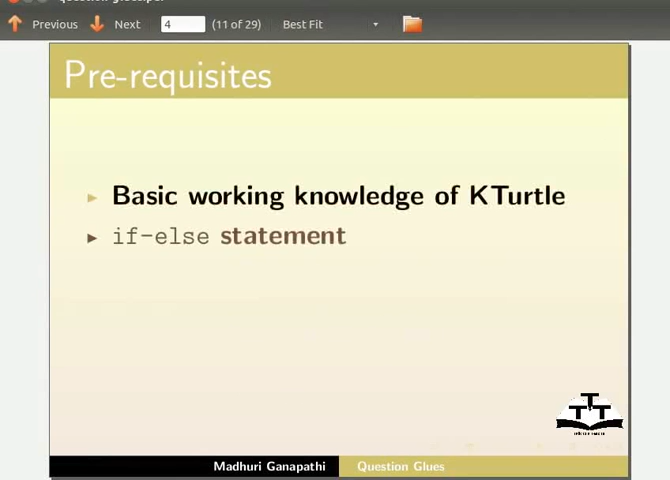 Previous
Next
4
(11 of 29)
Best Fit
Pre-requisites
Basic working knowledge of KTurtle
if-else statement
TTT
Madhuri Ganapathi
Question Glues